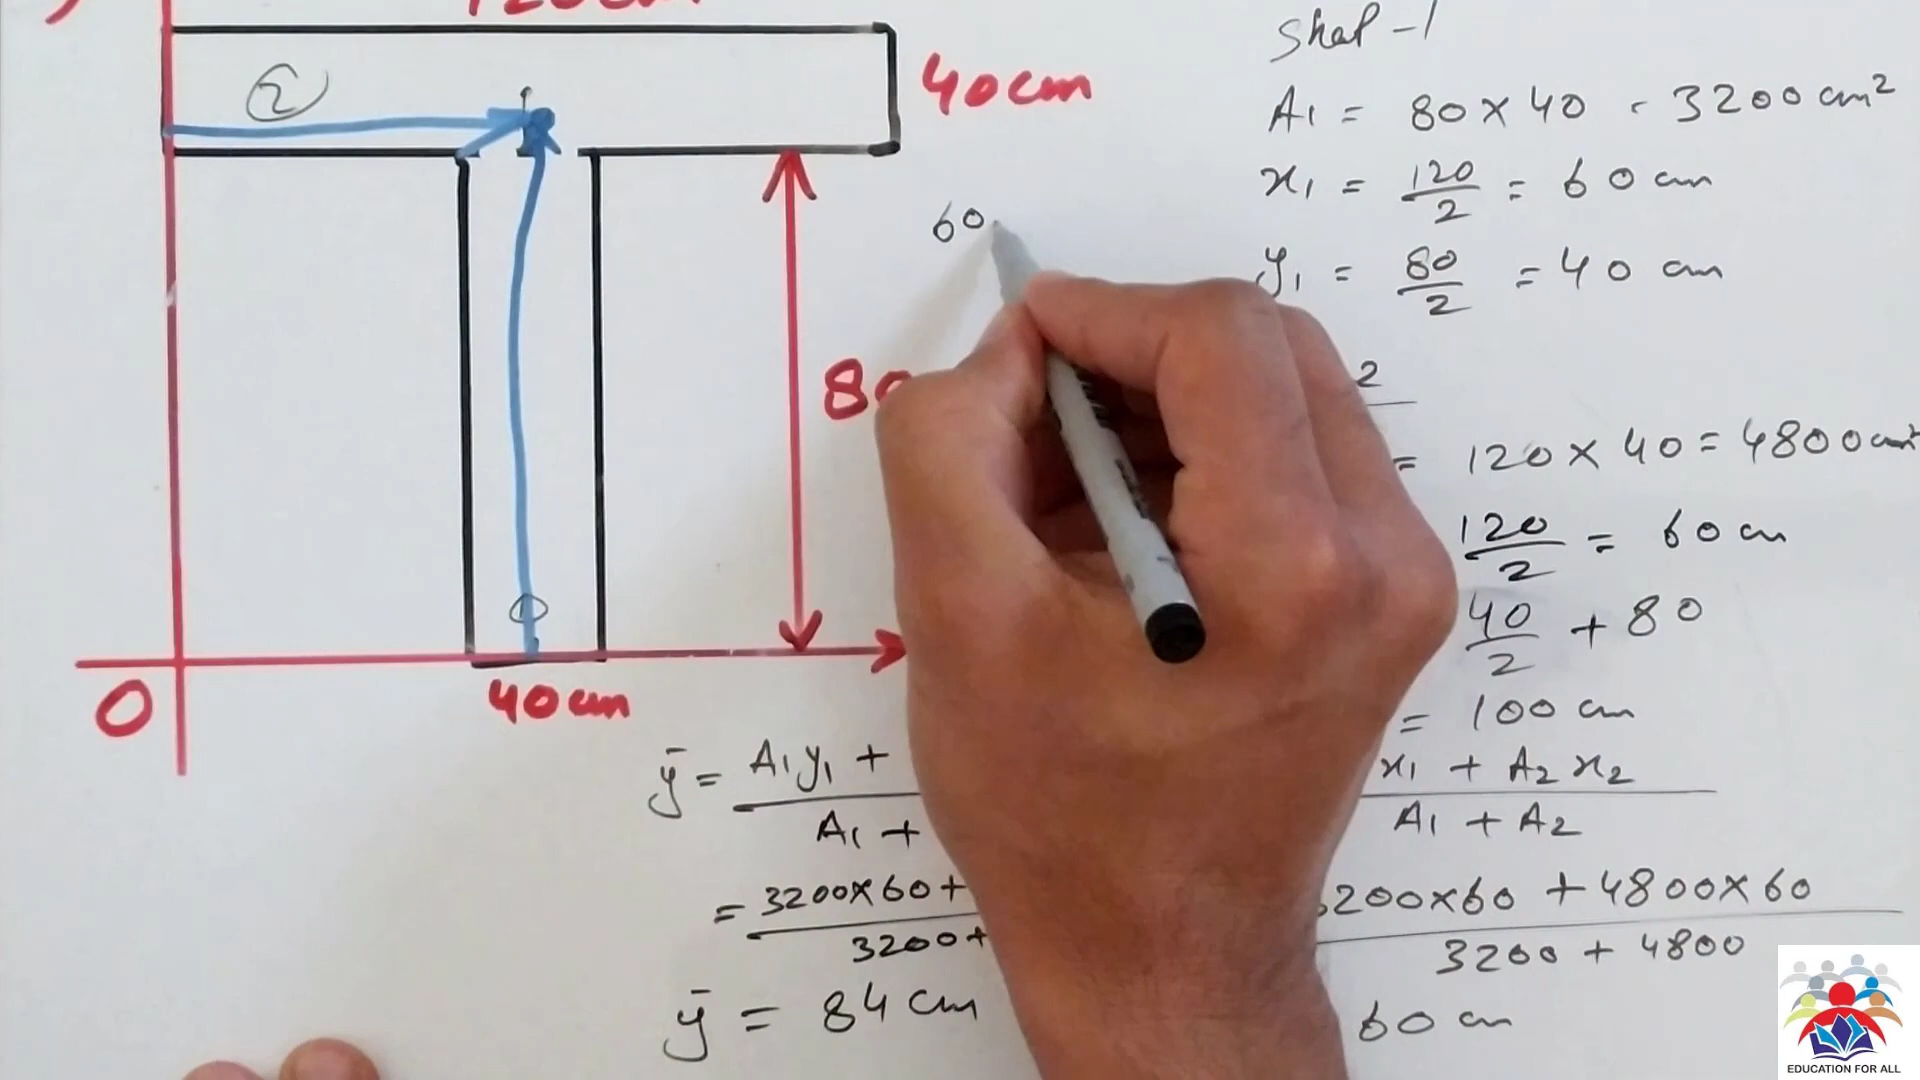 40cm
2
60
1
O
40cm
Shap-1
A1 = 80 × 40 = 3200 cm²
x1 = 120/2 = 60 cm
y1 = 80/2 = 40 cm
2
= 120 × 40 = 4800 cm²
120/2 = 60 cm
40/2 + 80
= 100 cm
ȳ = A1y1 +
A1 +
= 3200×60+
3200+
ȳ = 84 cm
x1 + A2 x2
A1 + A2
200×60 + 4800×60
3200 + 4800
60 cm
EDUCATION FOR ALL